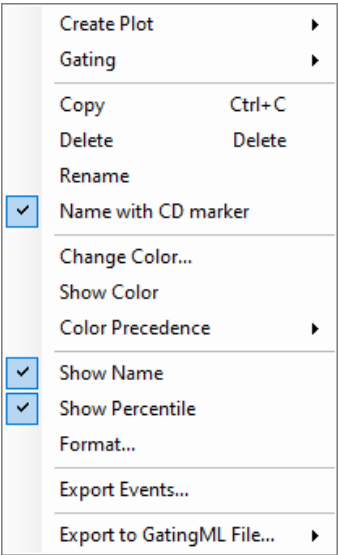 Create Plot
Gating
Copy Ctrl+C
Delete Delete
Rename
Name with CD marker
Change Color...
Show Color
Color Precedence
Show Name
Show Percentile
Format...
Export Events...
Export to GatingML File...